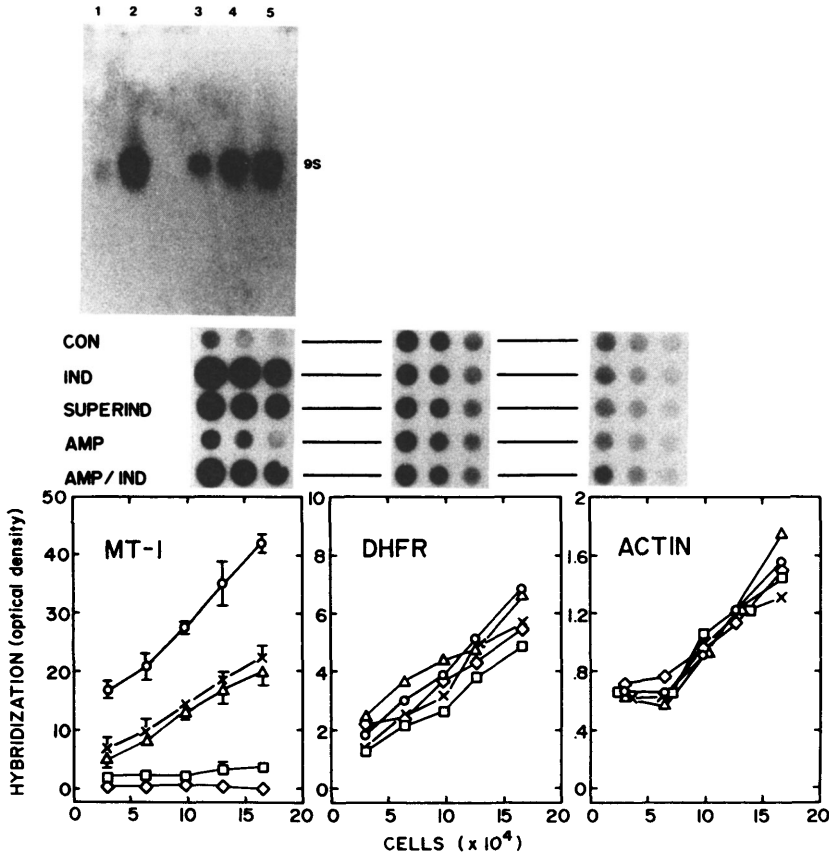 1 2 3 4 5
9S
CON
IND
SUPERIND
AMP
AMP/IND
HYBRIDIZATION (optical density)
50
40
30
20
10
0
MT-I
0 5 10 15 20
10
8
6
4
2
0
DHFR
0 5 10 15 20
1.6
1.2
.8
.4
0
ACTIN
0 5 10 15 20
CELLS (x 10⁴)